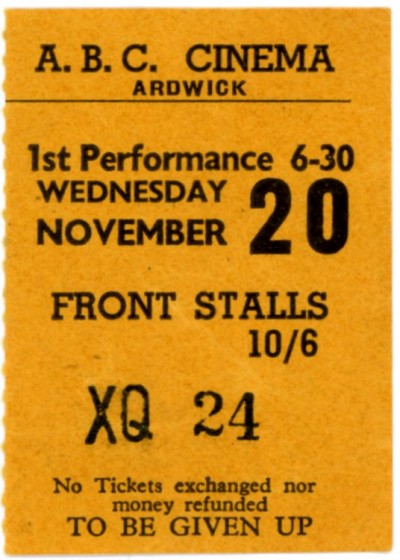 A. B. C. CINEMA
ARDWICK
1st Performance 6-30
WEDNESDAY
NOVEMBER 20
FRONT STALLS
10/6
XQ 24
No Tickets exchanged nor
money refunded
TO BE GIVEN UP